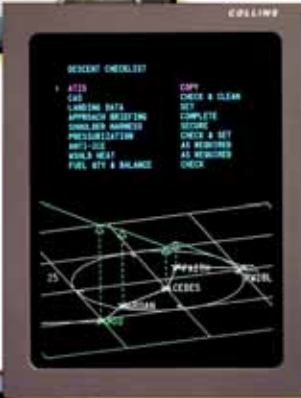 COLLINS
DESCENT CHECKLIST
ATIS COPY
CAS CHECK & CLEAN
LANDING DATA SET
APPROACH BRIEFING COMPLETE
SHOULDER HARNESS SECURE
PRESSURIZATION CHECK & SET
ANTI-ICE AS REQUIRED
WSHLD HEAT AS REQUIRED
FUEL QTY & BALANCE CHECK
25
CEDES